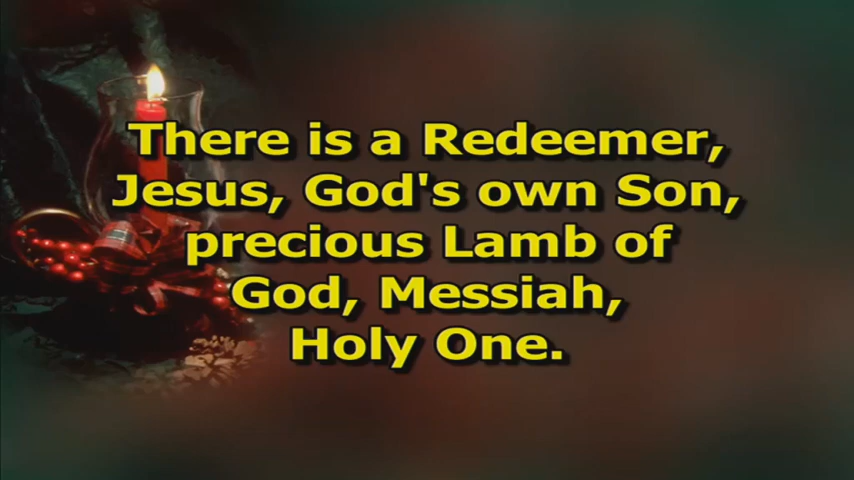 There is a Redeemer,
Jesus, God's own Son,
precious Lamb of
God, Messiah,
Holy One.